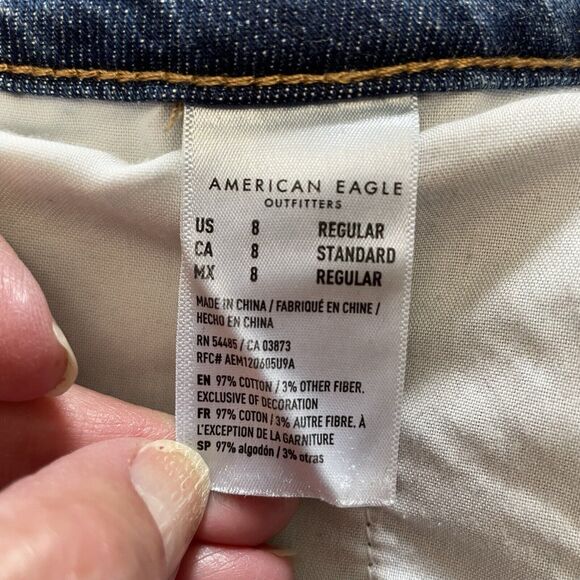 AMERICAN EAGLE
OUTFITTERS
US 8 REGULAR
CA 8 STANDARD
MX 8 REGULAR
MADE IN CHINA / FABRIQUÉ EN CHINE /
HECHO EN CHINA
RN 54485 / CA 03873
RFC# AEM120605U9A
EN 97% COTTON / 3% OTHER FIBER.
EXCLUSIVE OF DECORATION
FR 97% COTON / 3% AUTRE FIBRE. À
L'EXCEPTION DE LA GARNITURE
SP 97% algodón / 3% otras